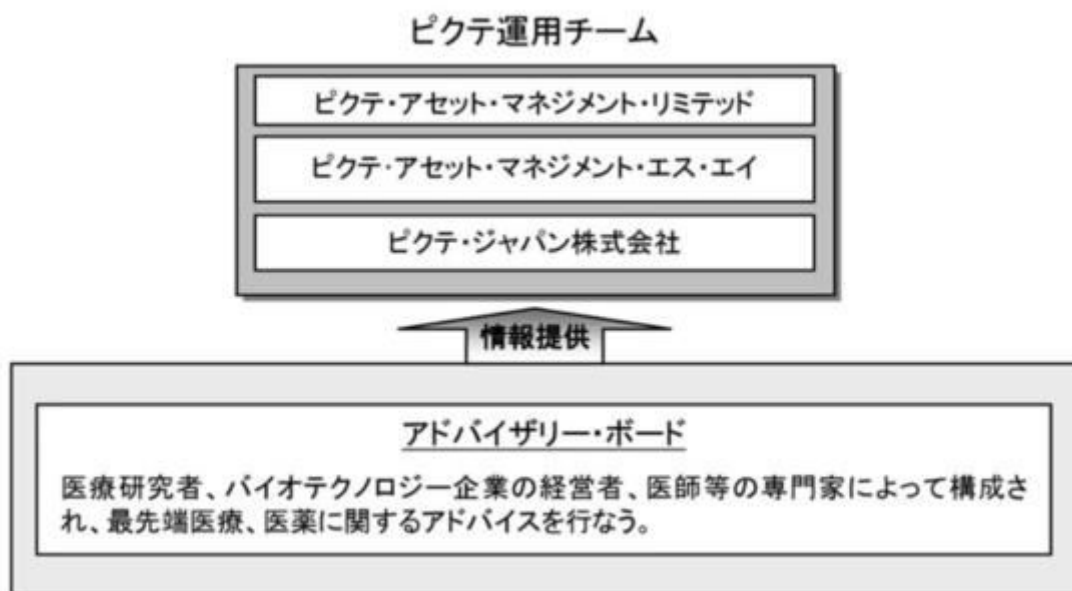 ピクテ運用チーム
ピクテ・アセット・マネジメント・リミテッド
ピクテ・アセット・マネジメント・エス・エイ
ピクテ・ジャパン株式会社
情報提供
アドバイザリー・ボード
医療研究者、バイオテクノロジー企業の経営者、医師等の専門家によって構成さ
れ、最先端医療、医薬に関するアドバイスを行なう。